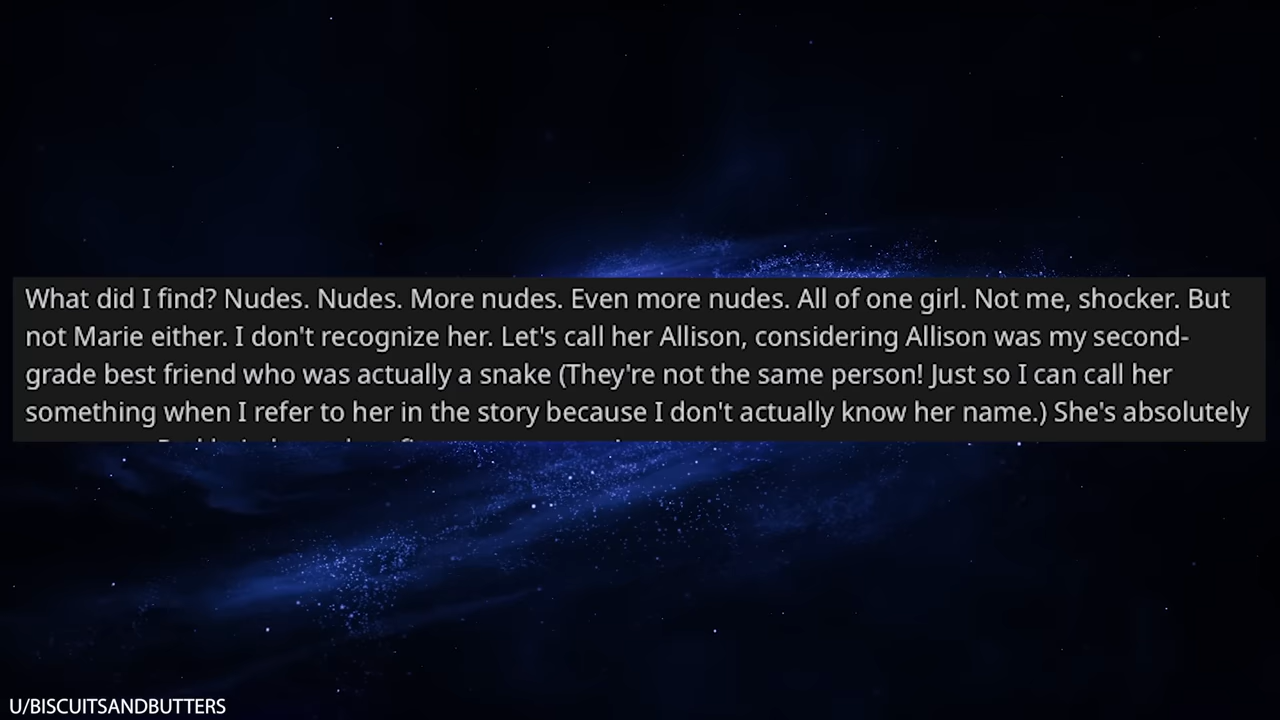 What did I find? Nudes. Nudes. More nudes. Even more nudes. All of one girl. Not me, shocker. But
not Marie either. I don't recognize her. Let's call her Allison, considering Allison was my second-
grade best friend who was actually a snake (They're not the same person! Just so I can call her
something when I refer to her in the story because I don't actually know her name.) She's absolutely
U/BISCUITSANDBUTTERS